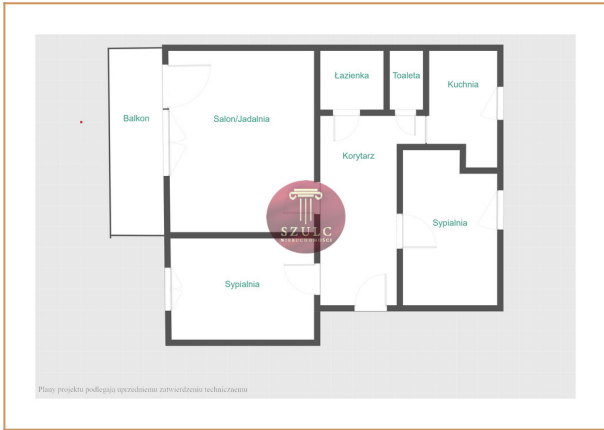 Łazienka
Toaleta
Kuchnia
Balkon
Salon/Jadalnia
Korytarz
Sypialnia
SZULC
NIERUCHOMOŚCI
Sypialnia
Plany projektu podlegają uprzedniemu zatwierdzeniu technicznemu